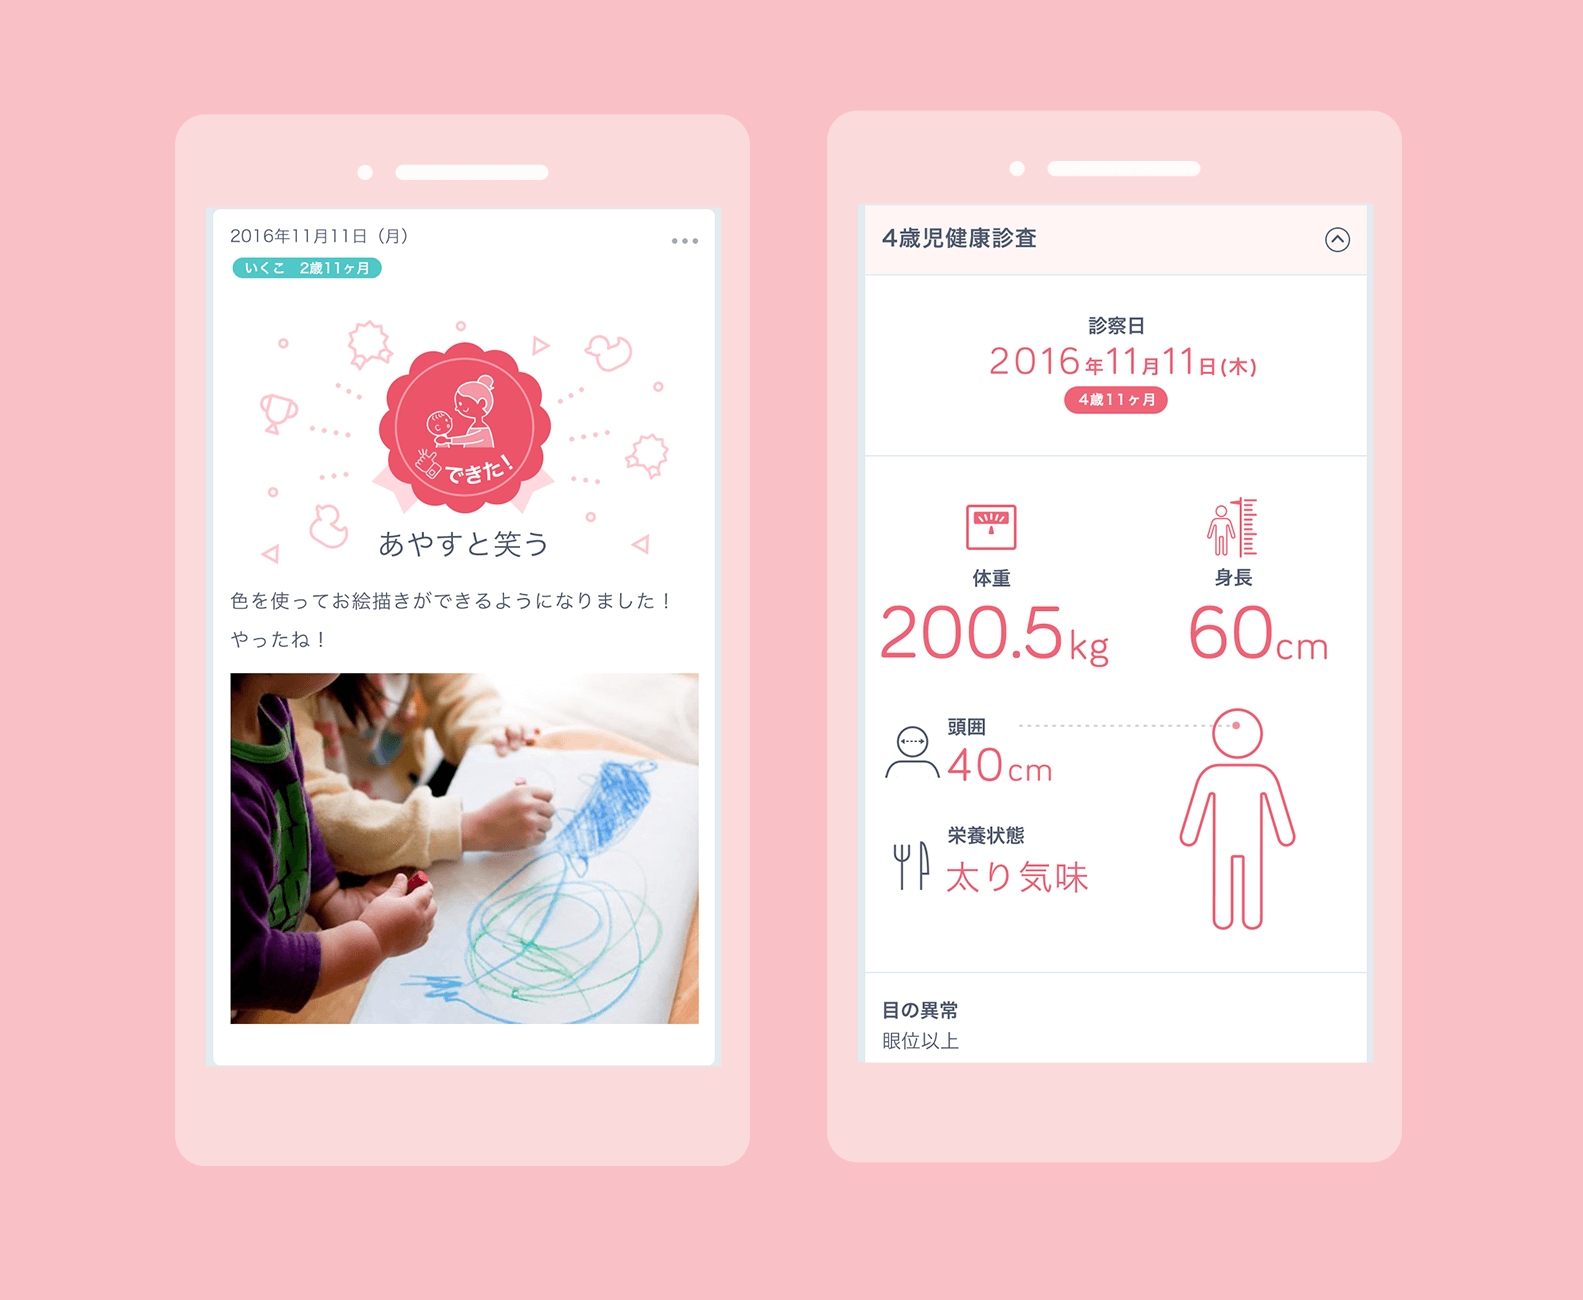 2016年11月11日（月）
いくこ　2歳11ヶ月
できた！
あやすと笑う
色を使ってお絵描きができるようになりました！
やったね！
4歳児健康診査
診察日
2016年11月11日(木)
4歳11ヶ月
体重
200.5kg
身長
60cm
頭囲
40cm
栄養状態
太り気味
目の異常
眼位以上